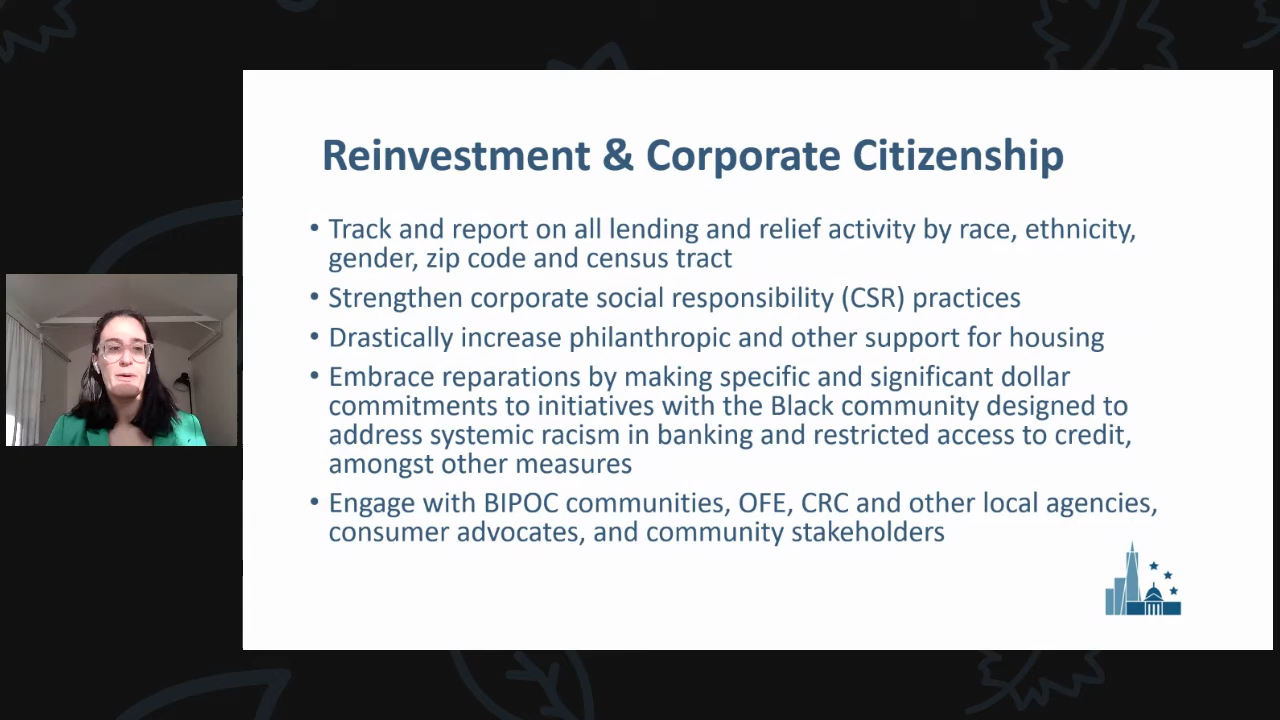 Reinvestment & Corporate Citizenship
• Track and report on all lending and relief activity by race, ethnicity,
gender, zip code and census tract
• Strengthen corporate social responsibility (CSR) practices
• Drastically increase philanthropic and other support for housing
• Embrace reparations by making specific and significant dollar
commitments to initiatives with the Black community designed to
address systemic racism in banking and restricted access to credit,
amongst other measures
• Engage with BIPOC communities, OFE, CRC and other local agencies,
consumer advocates, and community stakeholders